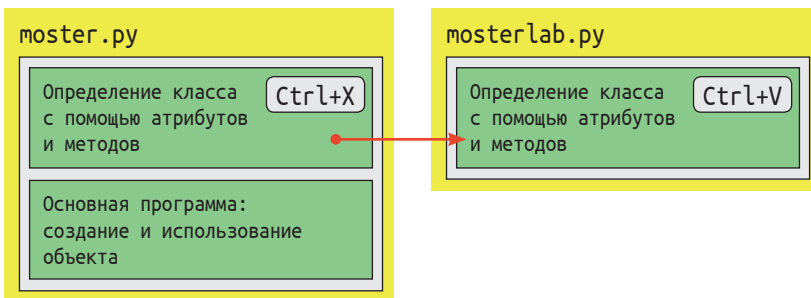 moster.py
Определение класса
с помощью атрибутов
и методов
Ctrl+X
Основная программа:
создание и использование
объекта
mosterlab.py
Определение класса
с помощью атрибутов
и методов
Ctrl+V